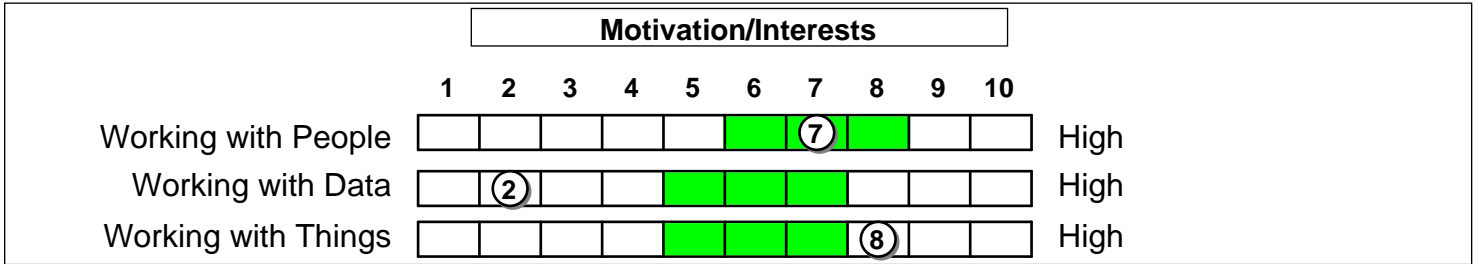 Motivation/Interests
1 2 3 4 5 6 7 8 9 10
Working with People 7 High
Working with Data 2 High
Working with Things 8 High